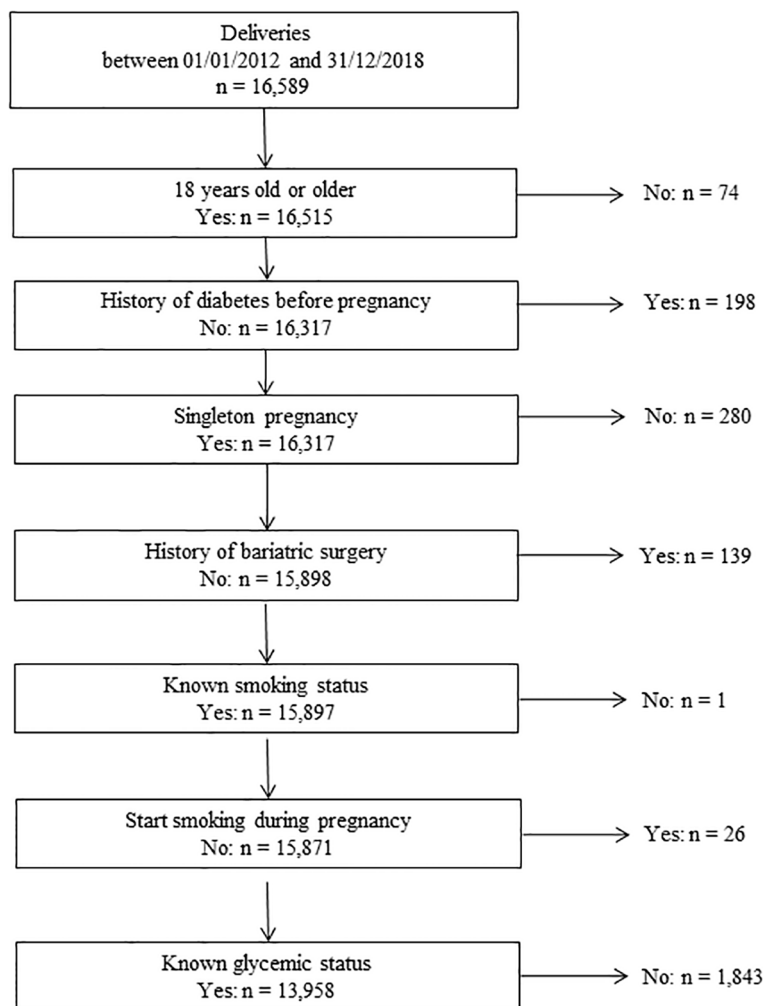 Deliveries
between 01/01/2012 and 31/12/2018
n = 16,589
18 years old or older
Yes: n = 16,515
No: n = 74
History of diabetes before pregnancy
No: n = 16,317
Yes: n = 198
Singleton pregnancy
Yes: n = 16,317
No: n = 280
History of bariatric surgery
No: n = 15,898
Yes: n = 139
Known smoking status
Yes: n = 15,897
No: n = 1
Start smoking during pregnancy
No: n = 15,871
Yes: n = 26
Known glycemic status
Yes: n = 13,958
No: n = 1,843